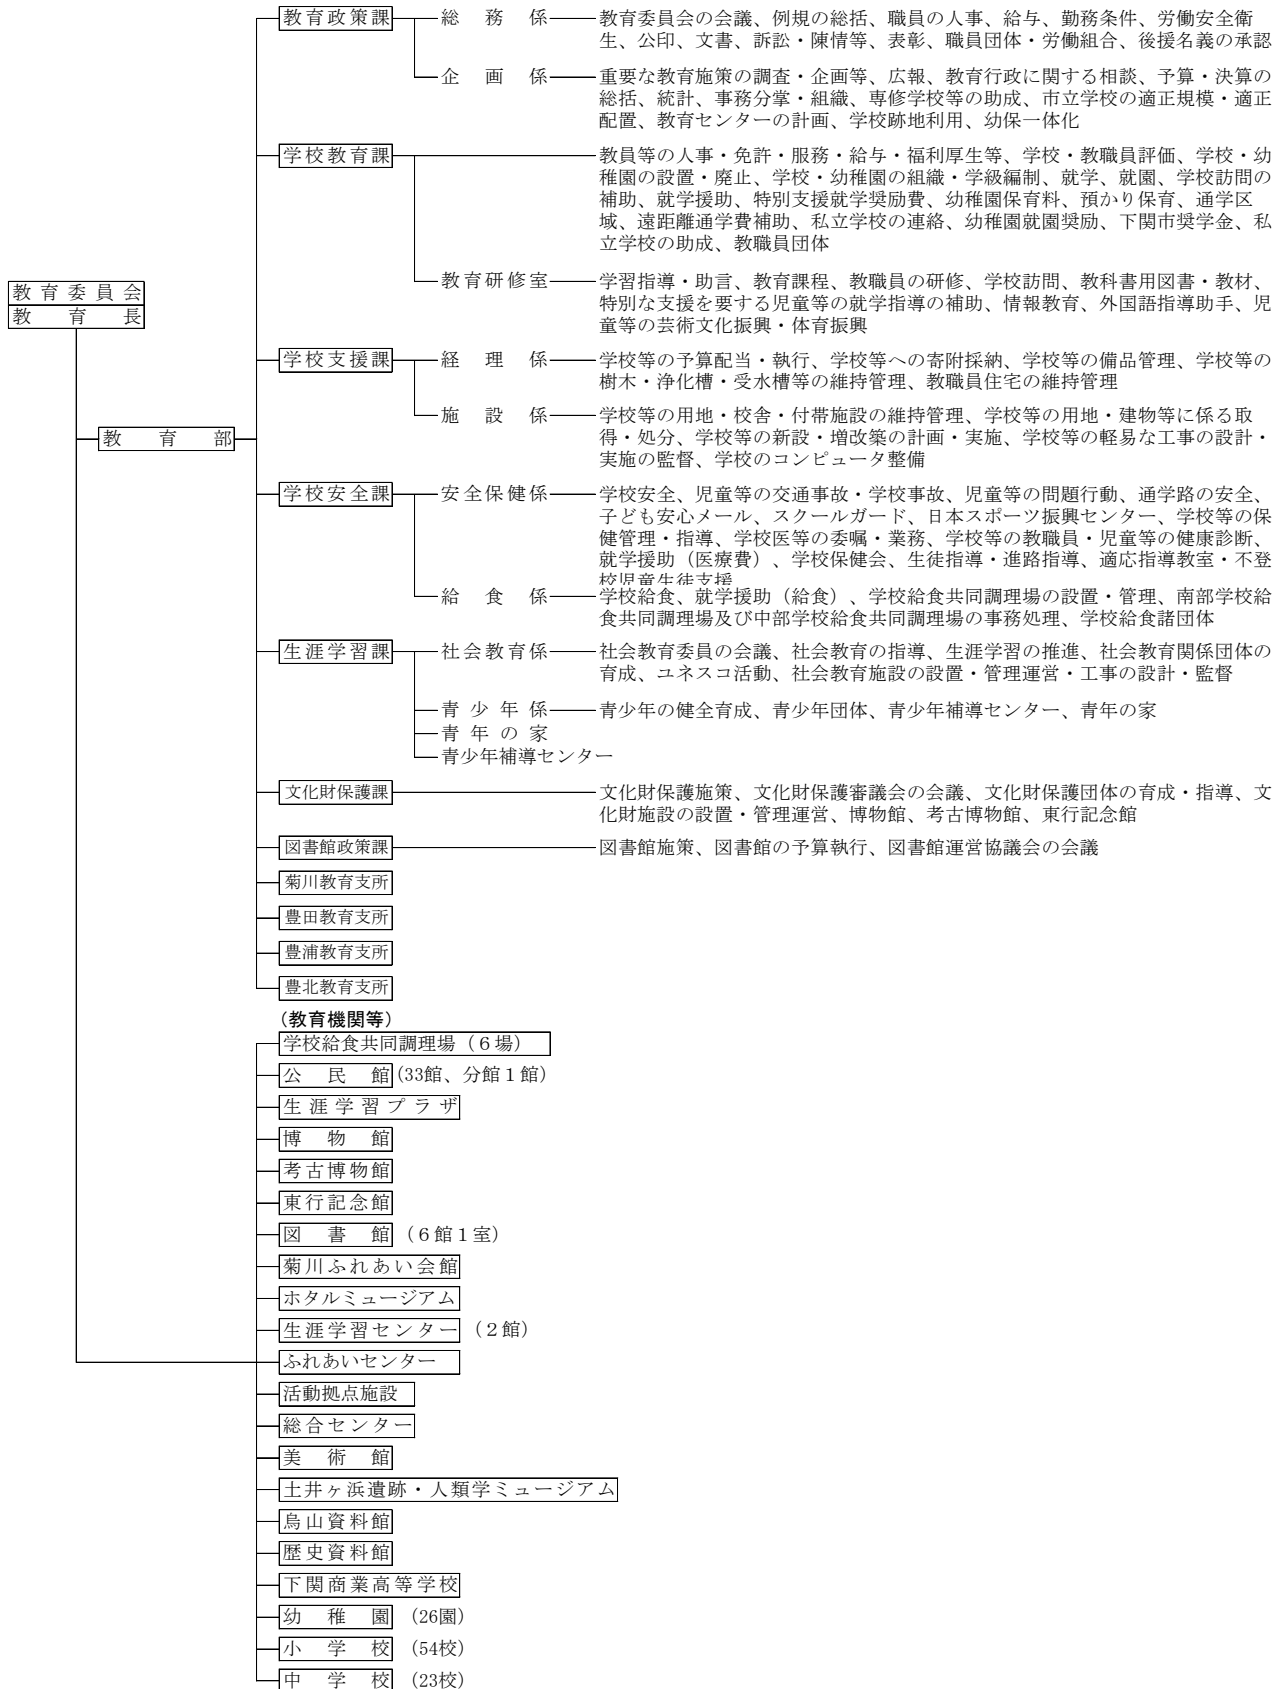 教育委員会
教育長
教育部
教育政策課
総務係
教育委員会の会議、例規の総括、職員の人事、給与、勤務条件、労働安全衛
生、公印、文書、訴訟・陳情等、表彰、職員団体・労働組合、後援名義の承認
企画係
重要な教育施策の調査・企画等、広報、教育行政に関する相談、予算・決算の
総括、統計、事務分掌・組織、専修学校等の助成、市立学校の適正規模・適正
配置、教育センターの計画、学校跡地利用、幼保一体化
学校教育課
教員等の人事・免許・服務・給与・福利厚生等、学校・教職員評価、学校・幼
稚園の設置・廃止、学校・幼稚園の組織・学級編制、就学、就園、学校訪問の
補助、就学援助、特別支援就学奨励費、幼稚園保育料、預かり保育、通学区
域、遠距離通学費補助、私立学校の連絡、幼稚園就園奨励、下関市奨学金、私
立学校の助成、教職員団体
教育研修室
学習指導・助言、教育課程、教職員の研修、学校訪問、教科書用図書・教材、
特別な支援を要する児童等の就学指導の補助、情報教育、外国語指導助手、児
童等の芸術文化振興・体育振興
学校支援課
経理係
学校等の予算配当・執行、学校等への寄附採納、学校等の備品管理、学校等の
樹木・浄化槽・受水槽等の維持管理、教職員住宅の維持管理
施設係
学校等の用地・校舎・付帯施設の維持管理、学校等の用地・建物等に係る取
得・処分、学校等の新設・増改築の計画・実施、学校等の軽易な工事の設計・
実施の監督、学校のコンピュータ整備
学校安全課
安全保健係
学校安全、児童等の交通事故・学校事故、児童等の問題行動、通学路の安全、
子ども安心メール、スクールガード、日本スポーツ振興センター、学校等の保
健管理・指導、学校医等の委嘱・業務、学校等の教職員・児童等の健康診断、
就学援助（医療費）、学校保健会、生徒指導・進路指導、適応指導教室・不登
校児童生徒支援
給食係
学校給食、就学援助（給食）、学校給食共同調理場の設置・管理、南部学校給
食共同調理場及び中部学校給食共同調理場の事務処理、学校給食諸団体
生涯学習課
社会教育係
社会教育委員の会議、社会教育の指導、生涯学習の推進、社会教育関係団体の
育成、ユネスコ活動、社会教育施設の設置・管理運営・工事の設計・監督
青少年係
青少年の健全育成、青少年団体、青少年補導センター、青年の家
青年の家
青少年補導センター
文化財保護課
文化財保護施策、文化財保護審議会の会議、文化財保護団体の育成・指導、文
化財施設の設置・管理運営、博物館、考古博物館、東行記念館
図書館政策課
図書館施策、図書館の予算執行、図書館運営協議会の会議
菊川教育支所
豊田教育支所
豊浦教育支所
豊北教育支所
（教育機関等）
学校給食共同調理場（６場）
公民館(33館、分館１館）
生涯学習プラザ
博物館
考古博物館
東行記念館
図書館（６館１室）
菊川ふれあい会館
ホタルミュージアム
生涯学習センター（２館）
ふれあいセンター
活動拠点施設
総合センター
美術館
土井ヶ浜遺跡・人類学ミュージアム
烏山資料館
歴史資料館
下関商業高等学校
幼稚園（26園）
小学校（54校）
中学校（23校）